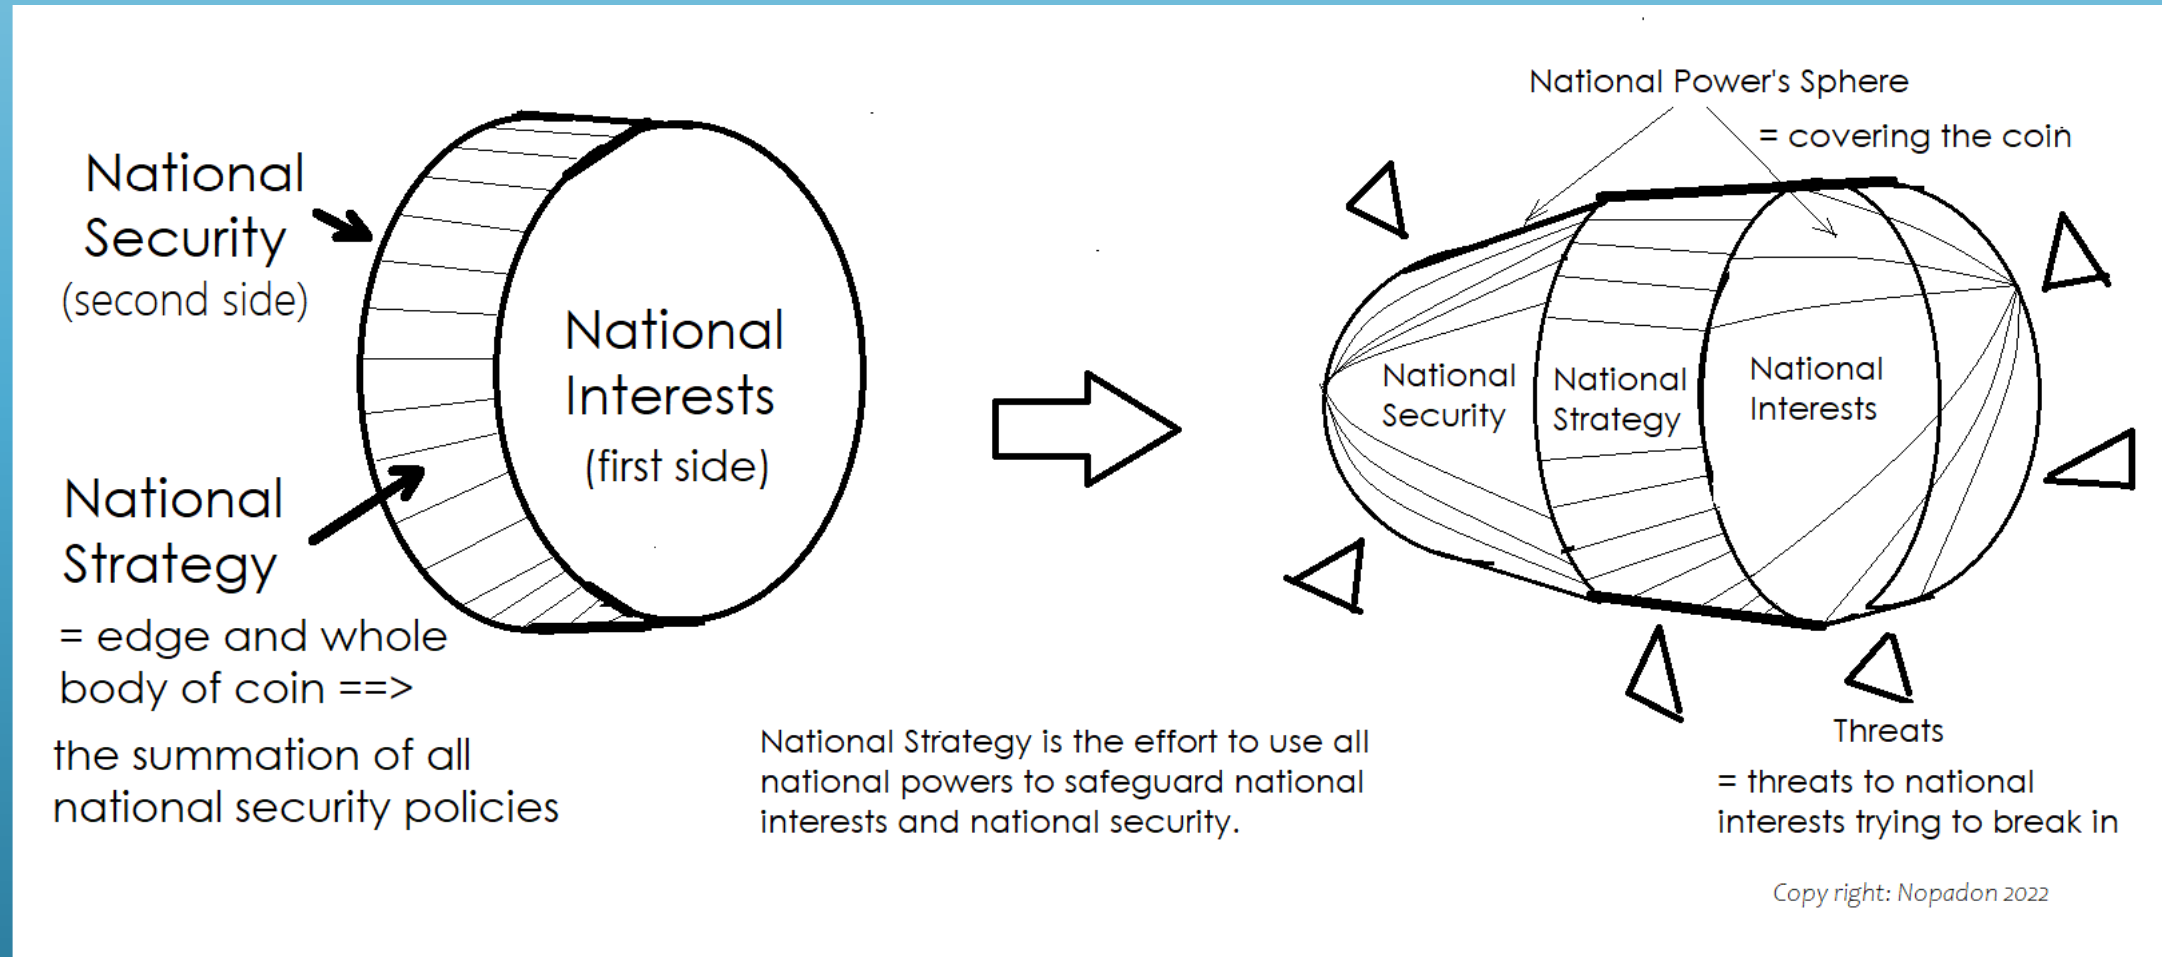 National
Security
(second side)
National
Strategy
= edge and whole
body of coin ==>
the summation of all
national security policies
National
Interests
(first side)
National Strategy is the effort to use all
national powers to safeguard national
interests and national security.
National Power's Sphere
= covering the coin
National
Security
National
Strategy
National
Interests
Threats
= threats to national
interests trying to break in
Copy right: Nopadon 2022